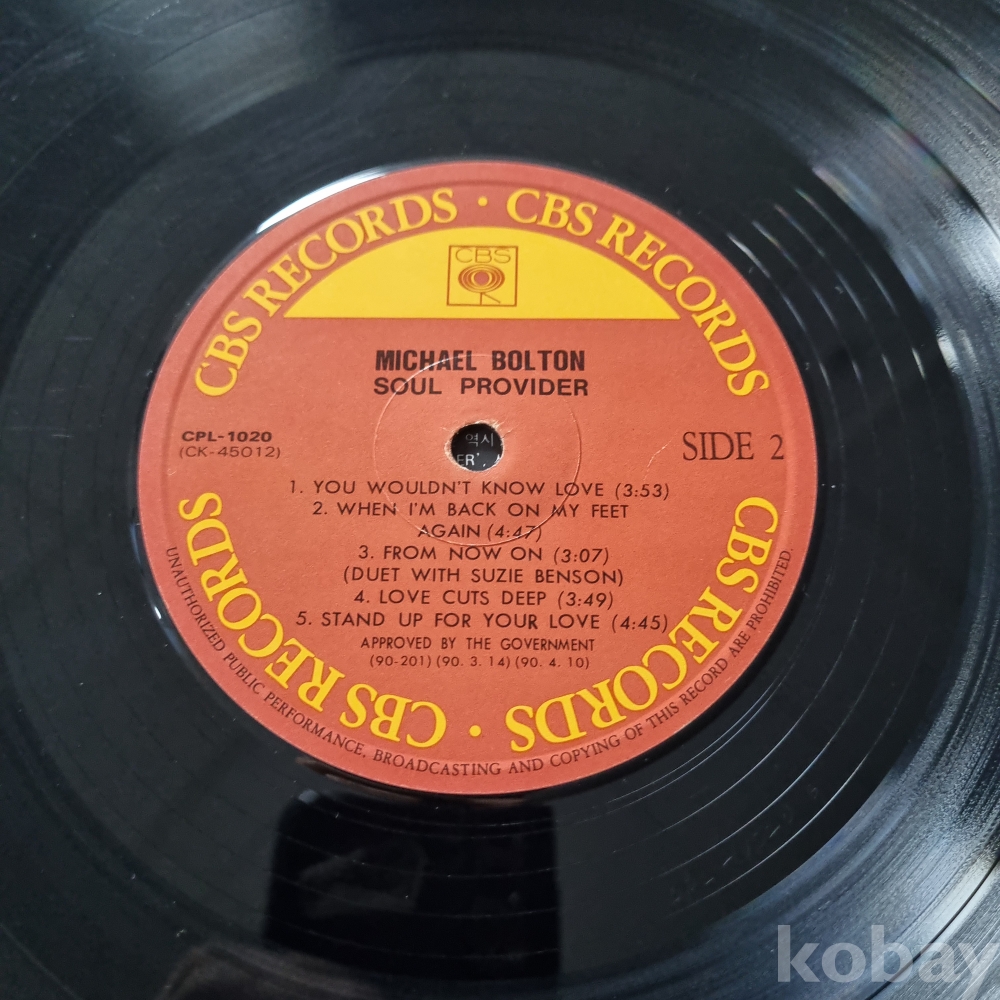 CBS RECORDS · CBS RECORDS
CBS
MICHAEL BOLTON
SOUL PROVIDER
CPL-1020
(CK-45012)
SIDE 2
역시
ER',
1. YOU WOULDN'T KNOW LOVE (3:53)
2. WHEN I'M BACK ON MY FEET
AGAIN (4:47)
3. FROM NOW ON (3:07)
(DUET WITH SUZIE BENSON)
4. LOVE CUTS DEEP (3:49)
5. STAND UP FOR YOUR LOVE (4:45)
APPROVED BY THE GOVERNMENT
(90-201) (90. 3. 14) (90. 4. 10)
CBS RECORDS · CBS RECORDS
UNAUTHORIZED PUBLIC PERFORMANCE, BROADCASTING AND COPYING OF THIS RECORD ARE PROHIBITED.
kobay